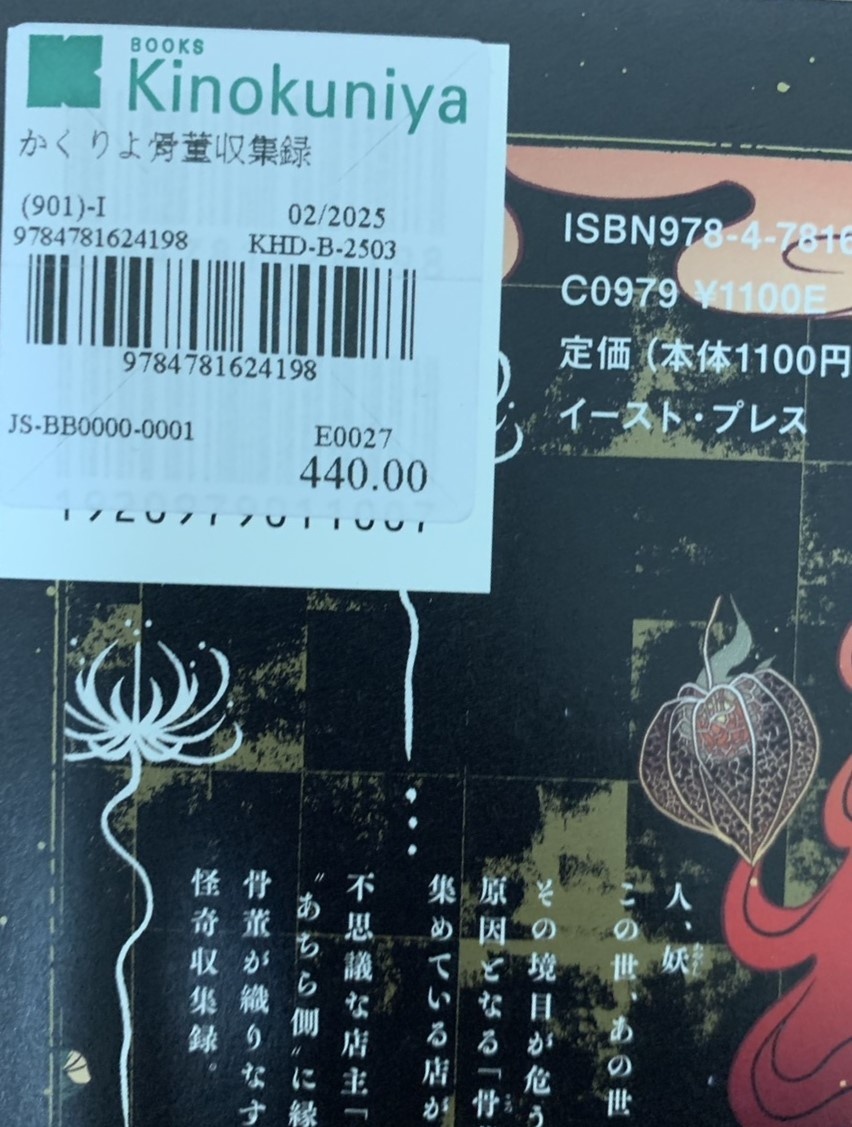 BOOKS
Kinokuniya
かくりよ骨董収集録
(901)-I 02/2025
9784781624198 KHD-B-2503
9784781624198
JS-BB0000-0001 E0027
440.00
ISBN978-4-7816
C0979 ¥1100E
定価（本体1100円
イースト・プレス
人、妖
この世、あの世
その境目が危う
原因となる「骨
集めている店が
不思議な店主「
〝あちら側〟に縁
骨董が織りなす
怪奇収集録。